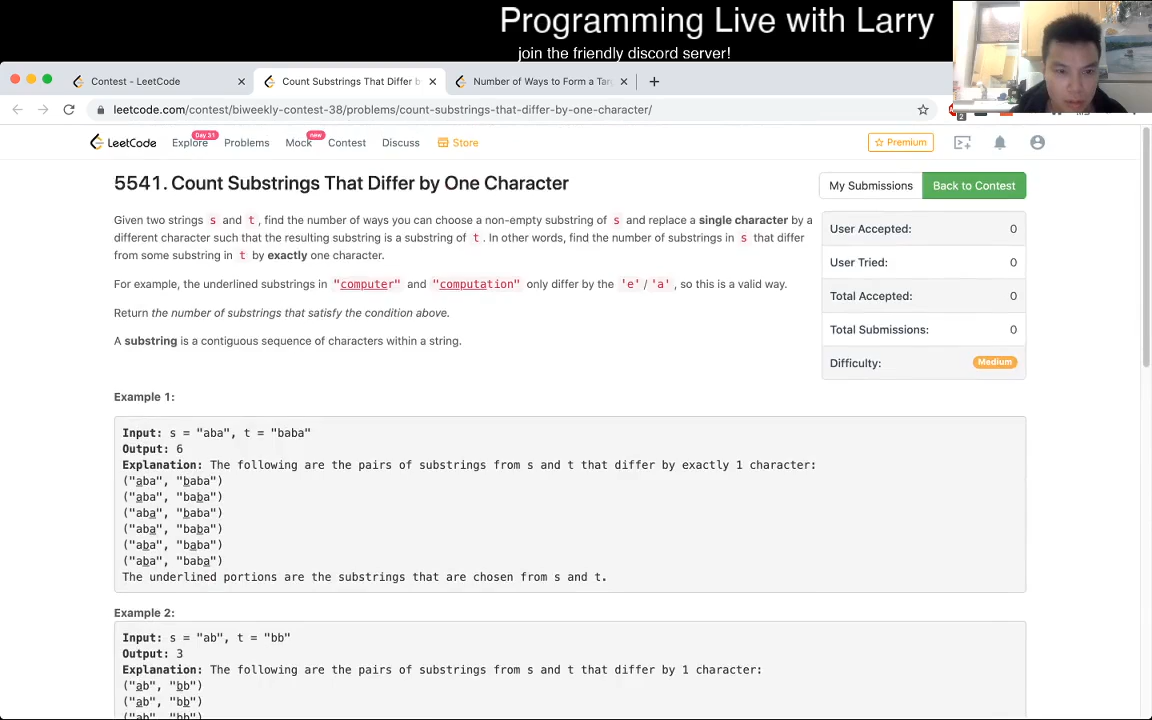 Programming Live with Larry
join the friendly discord server!
Contest - LeetCode
Count Substrings That Differ b
Number of Ways to Form a Tar
leetcode.com/contest/biweekly-contest-38/problems/count-substrings-that-differ-by-one-character/
2
LeetCode
Explore
Day 31
Problems
Mock
new
Contest
Discuss
Store
Premium
5541. Count Substrings That Differ by One Character
My Submissions
Back to Contest
Given two strings s and t, find the number of ways you can choose a non-empty substring of s and replace a single character by a
different character such that the resulting substring is a substring of t. In other words, find the number of substrings in s that differ
from some substring in t by exactly one character.
For example, the underlined substrings in "computer" and "computation" only differ by the 'e'/'a', so this is a valid way.
Return the number of substrings that satisfy the condition above.
A substring is a contiguous sequence of characters within a string.
User Accepted: 0
User Tried: 0
Total Accepted: 0
Total Submissions: 0
Difficulty: Medium
Example 1:
Input: s = "aba", t = "baba"
Output: 6
Explanation: The following are the pairs of substrings from s and t that differ by exactly 1 character:
("aba", "baba")
("aba", "baba")
("aba", "baba")
("aba", "baba")
("aba", "baba")
("aba", "baba")
The underlined portions are the substrings that are chosen from s and t.
Example 2:
Input: s = "ab", t = "bb"
Output: 3
Explanation: The following are the pairs of substrings from s and t that differ by 1 character:
("ab", "bb")
("ab", "bb")
("ab", "bb")